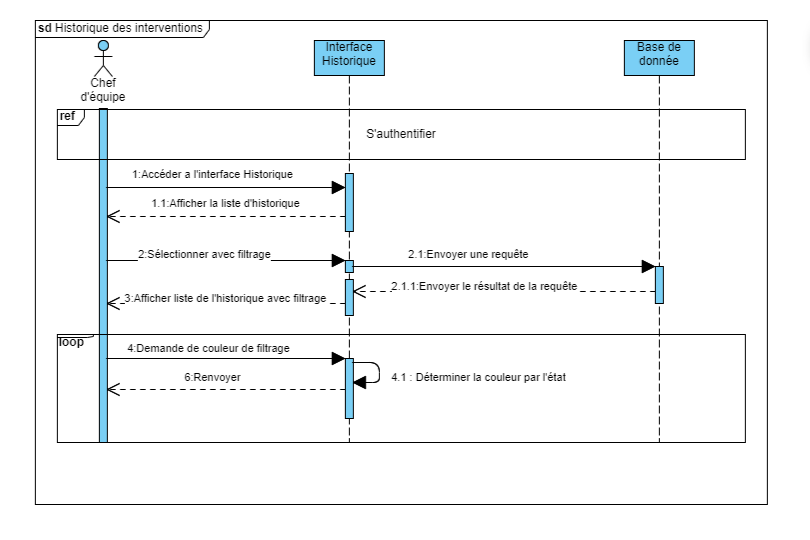 sd Historique des interventions
Interface
Historique
Base de
donnée
Chef
d'équipe
ref
S'authentifier
1:Accéder a l'interface Historique
1.1:Afficher la liste d'historique
2:Sélectionner avec filtrage
2.1:Envoyer une requête
2.1.1:Envoyer le résultat de la requête
3:Afficher liste de l'historique avec filtrage
loop
4:Demande de couleur de filtrage
6:Renvoyer
4.1 : Déterminer la couleur par l'état